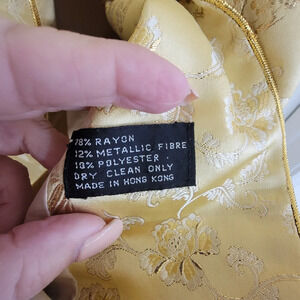 78% RAYON
12% METALLIC FIBRE
10% POLYESTER
DRY CLEAN ONLY
MADE IN HONG KONG